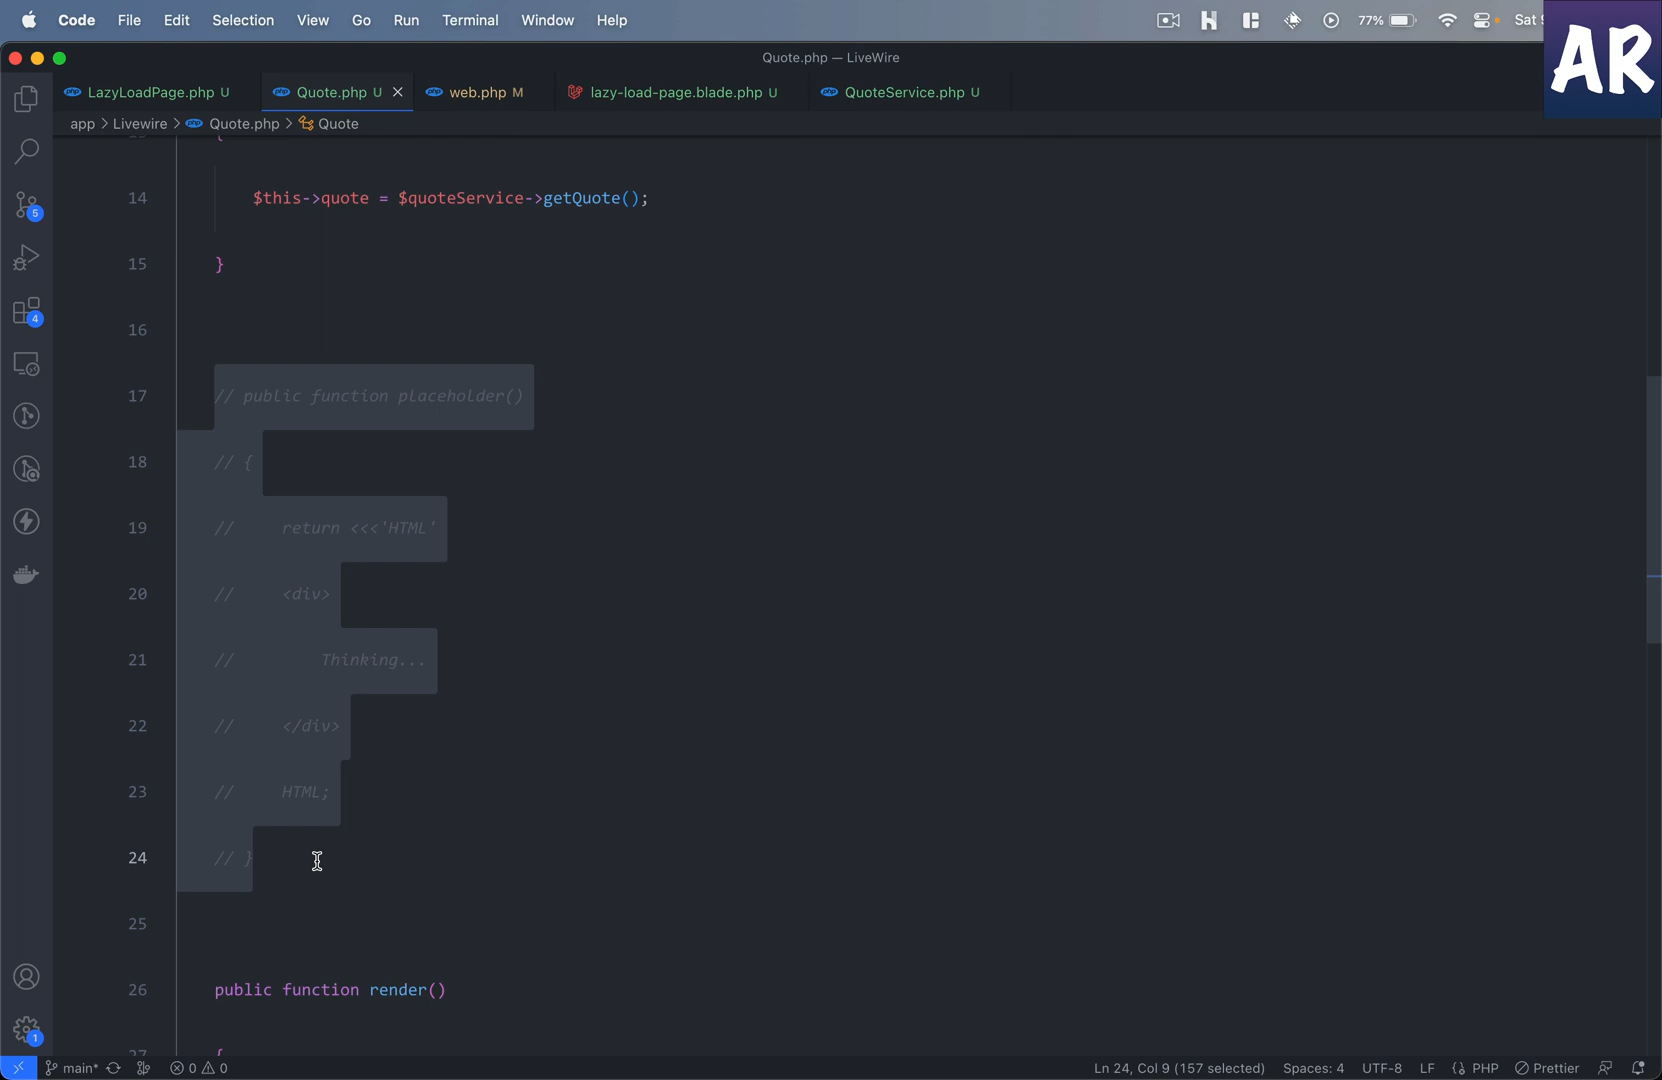 Code File Edit Selection View Go Run Terminal Window Help 77% Sat
AR
Quote.php — LiveWire
LazyLoadPage.php U Quote.php U web.php M lazy-load-page.blade.php U QuoteService.php U
app > Livewire > Quote.php > Quote
{
14 $this->quote = $quoteService->getQuote();
15 }
16
17 // public function placeholder()
18 // {
19 // return <<<'HTML'
20 // <div>
21 // Thinking...
22 // </div>
23 // HTML;
24 // }
25
26 public function render()
27 {
5
4
1
main* 0 0 Ln 24, Col 9 (157 selected) Spaces: 4 UTF-8 LF PHP Prettier